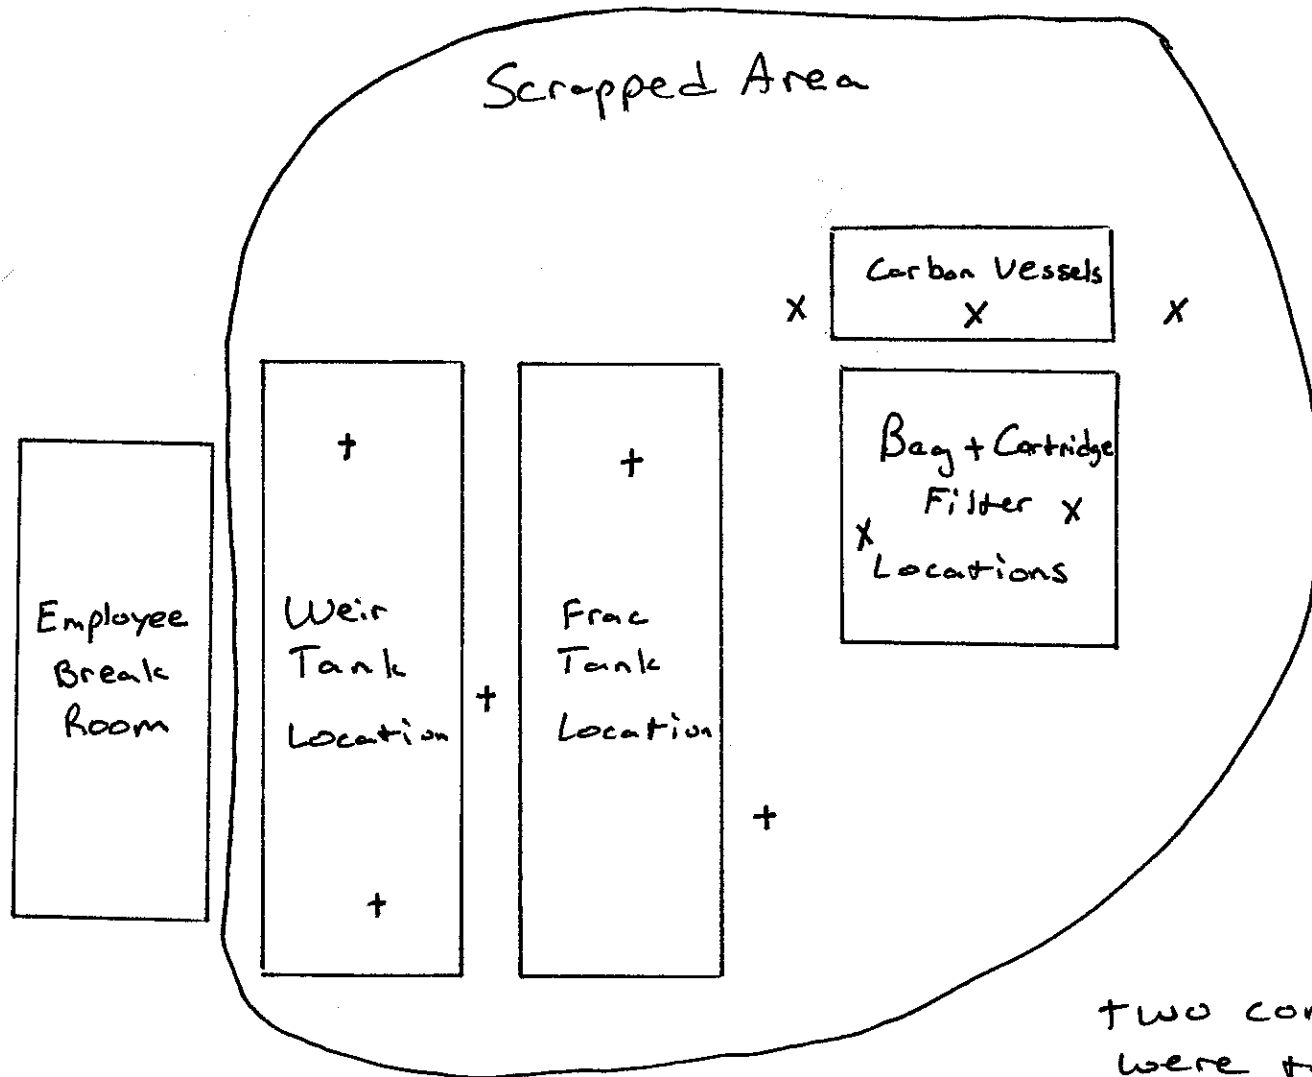 Scrapped Area
Carbon Vessels
X
X
X
Bag + Cartridge
Filter X
X
Locations
+
+
Employee
Break
Room
Weir
Tank
Location
+
Frac
Tank
Location
+
+
two
were